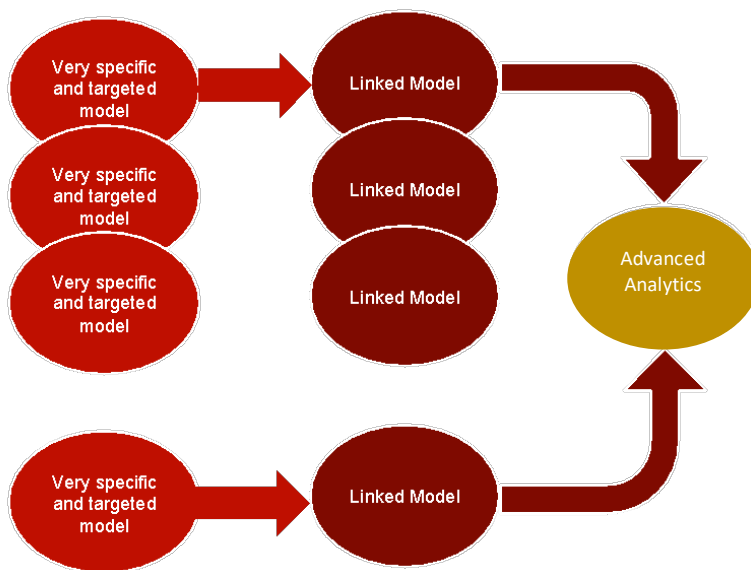 Very specific
and targeted
model
Linked Model
Very specific
and targeted
model
Linked Model
Advanced
Analytics
Very specific
and targeted
model
Linked Model
Very specific
and targeted
model
Linked Model